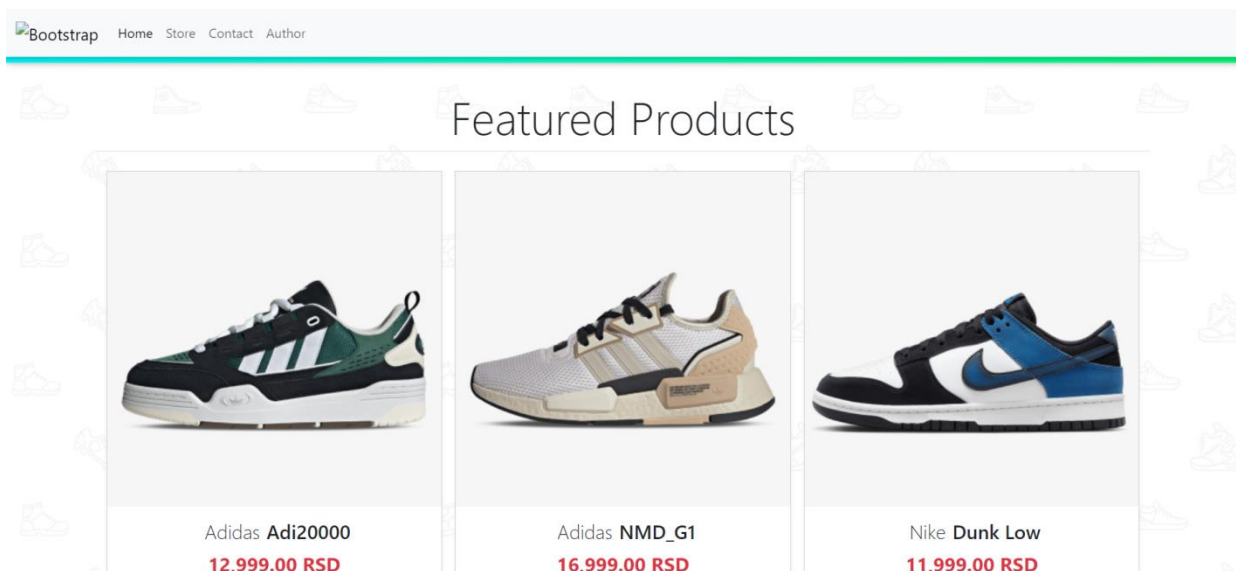 Bootstrap Home Store Contact Author
Featured Products
Adidas Adi20000
12,999.00 RSD
Adidas NMD_G1
16,999.00 RSD
Nike Dunk Low
11,999.00 RSD